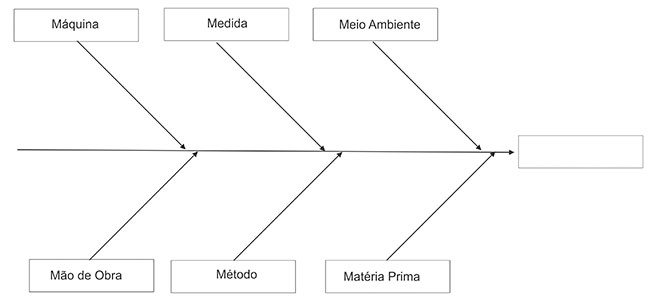 Máquina
Medida
Meio Ambiente
Mão de Obra
Método
Matéria Prima